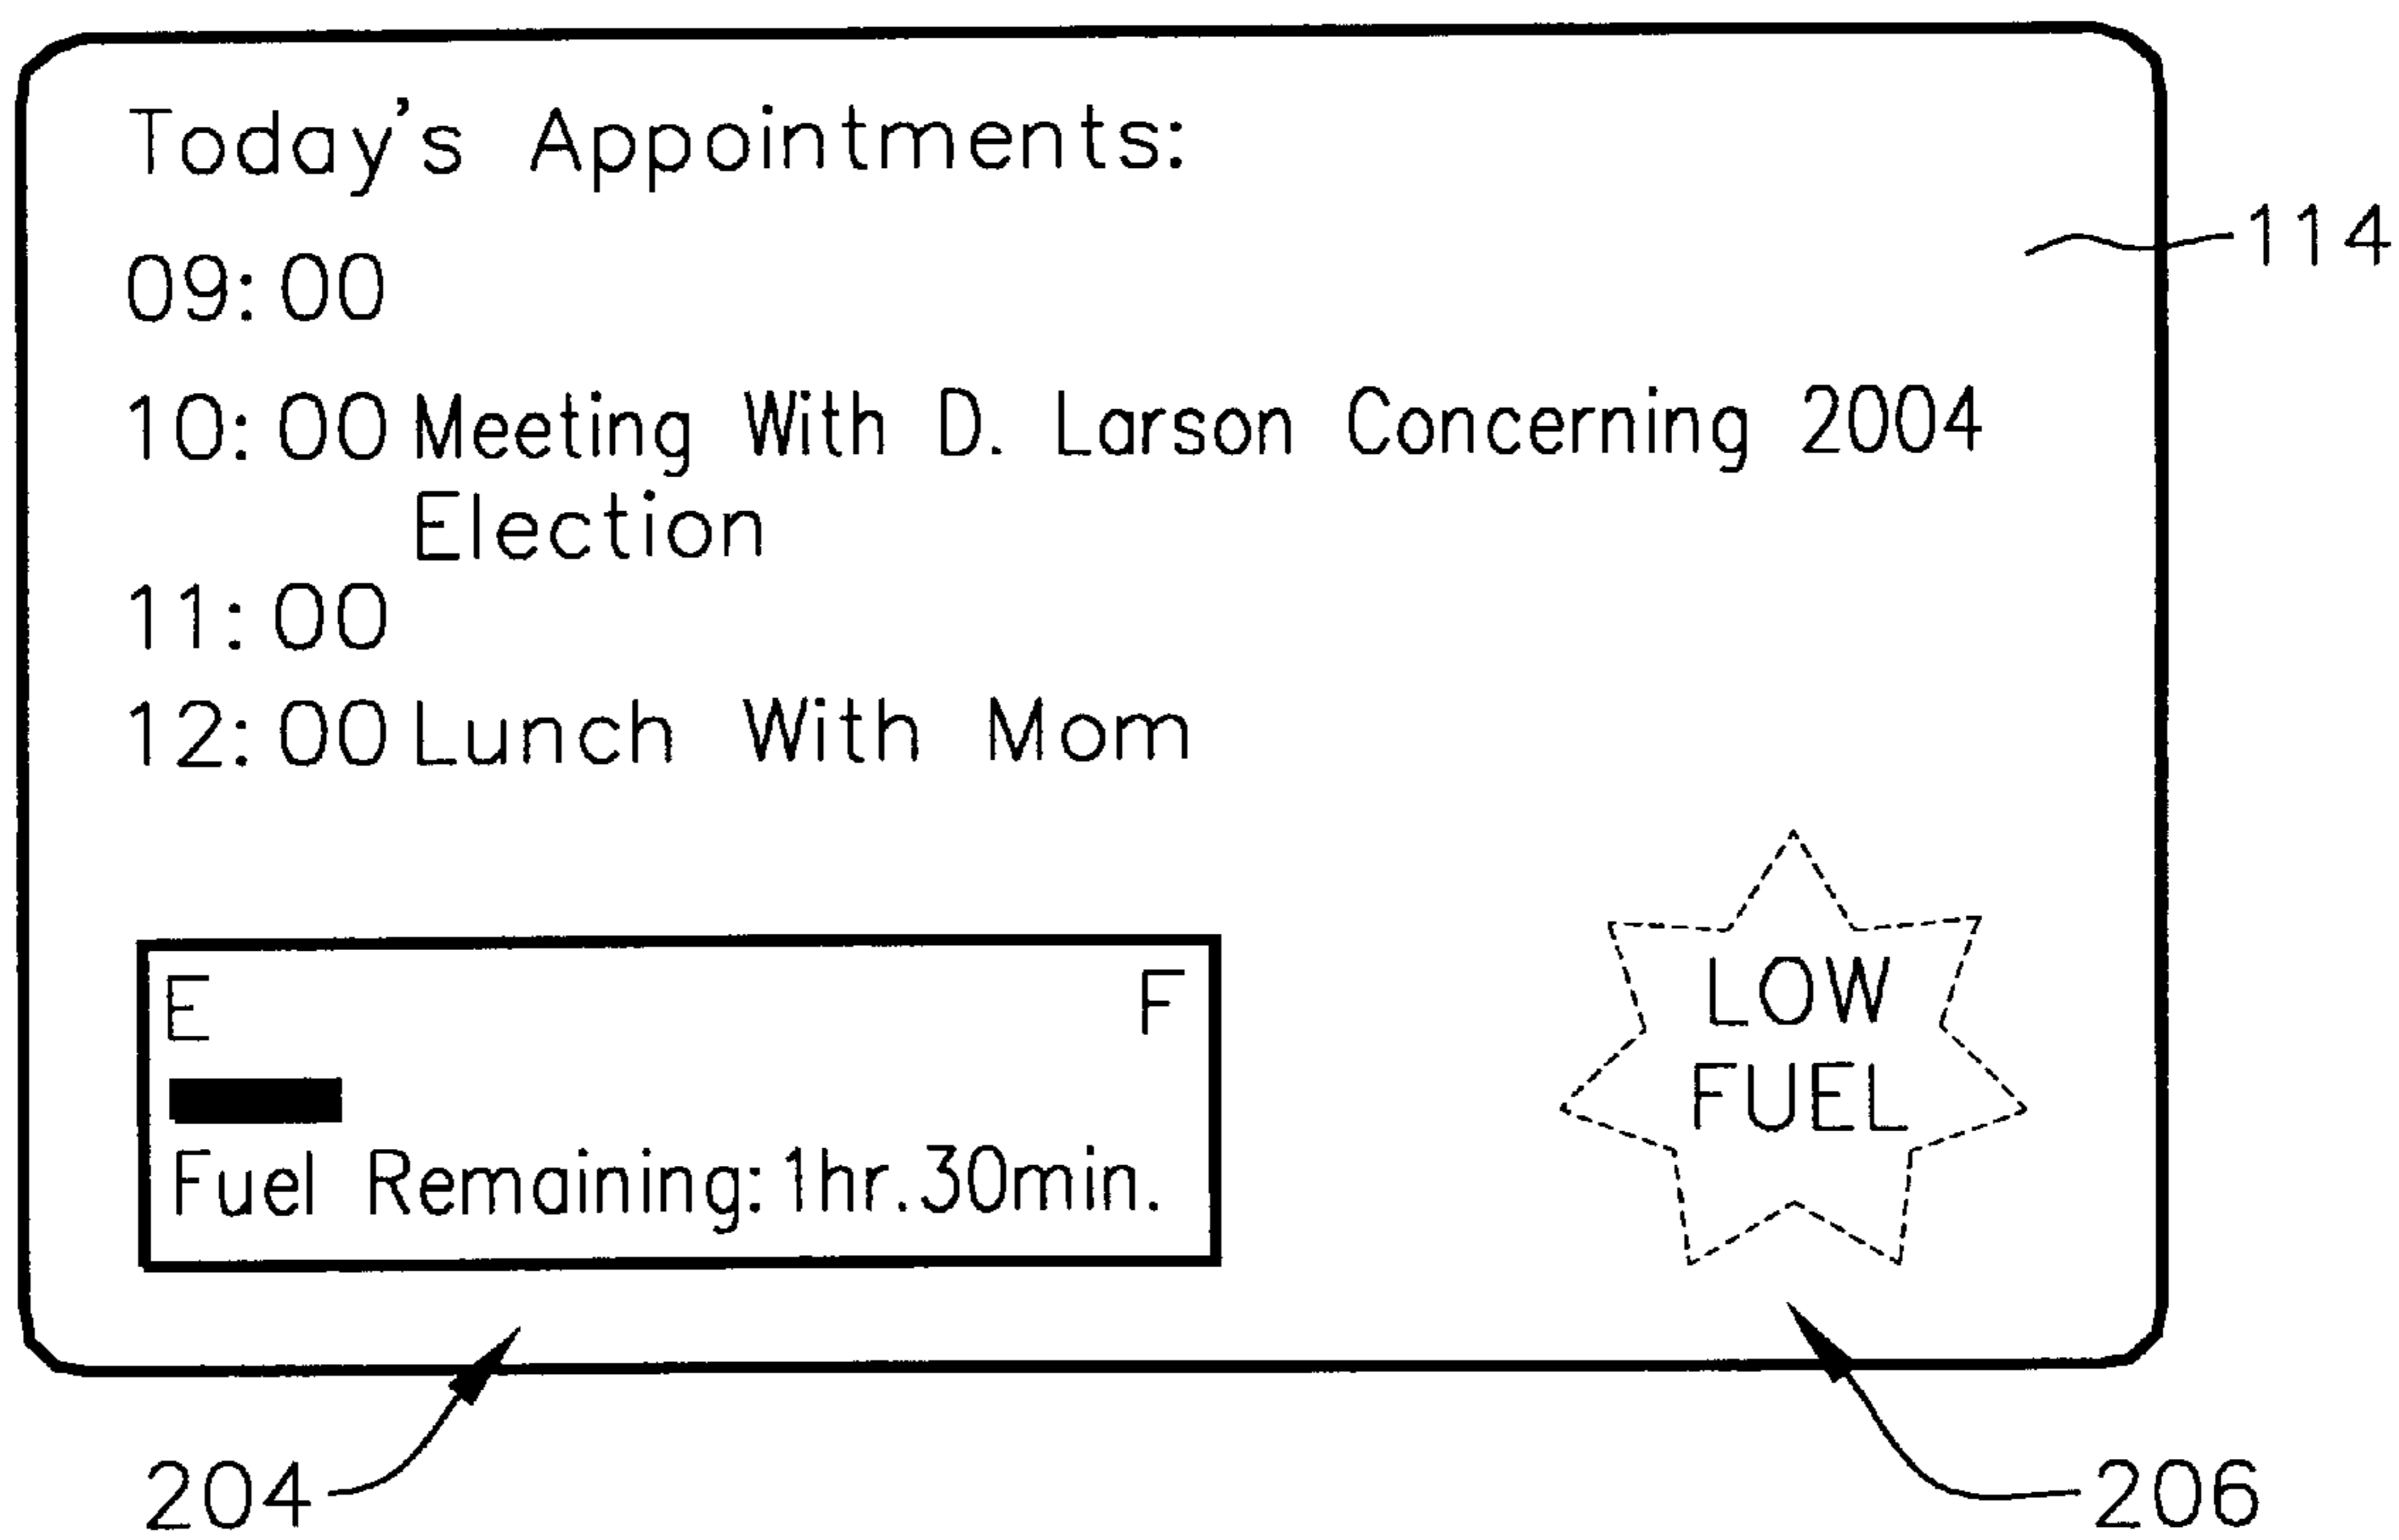 Today's Appointments:
114
09:00
10:00 Meeting With D. Larson Concerning 2004
Election
11:00
12:00 Lunch With Mom
E F
Fuel Remaining: 1hr. 30min.
LOW
FUEL
204
206